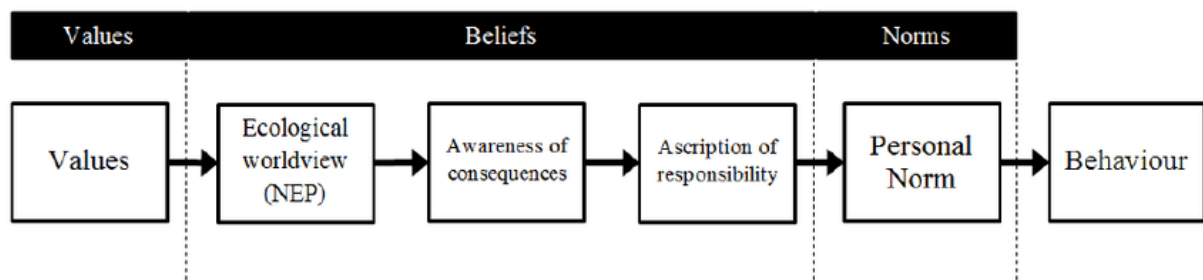 Values
Beliefs
Norms
Values
Ecological
worldview
(NEP)
Awareness of
consequences
Ascription of
responsibility
Personal
Norm
Behaviour